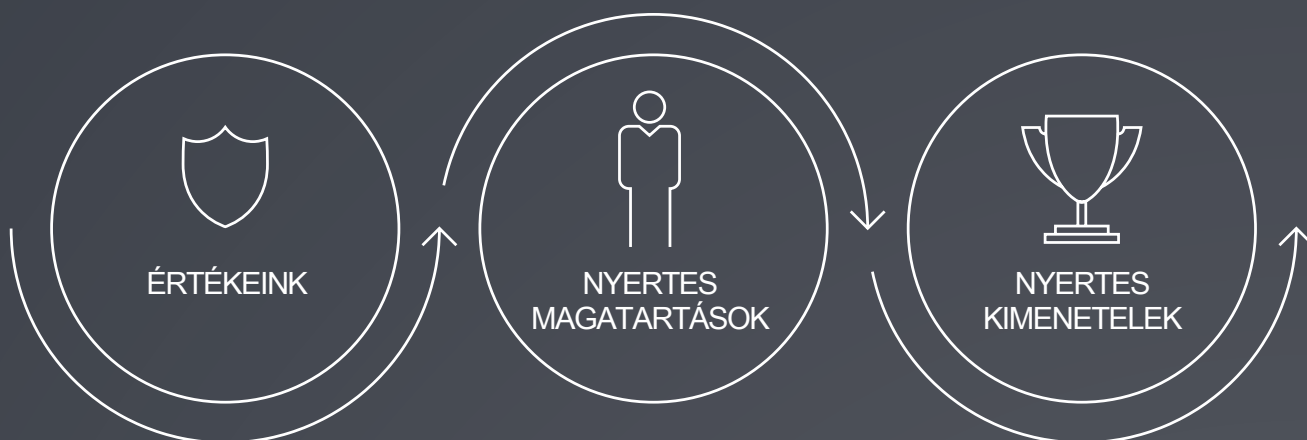 ÉRTÉKEINK
NYERTES
MAGATARTÁSOK
NYERTES
KIMENETELEK